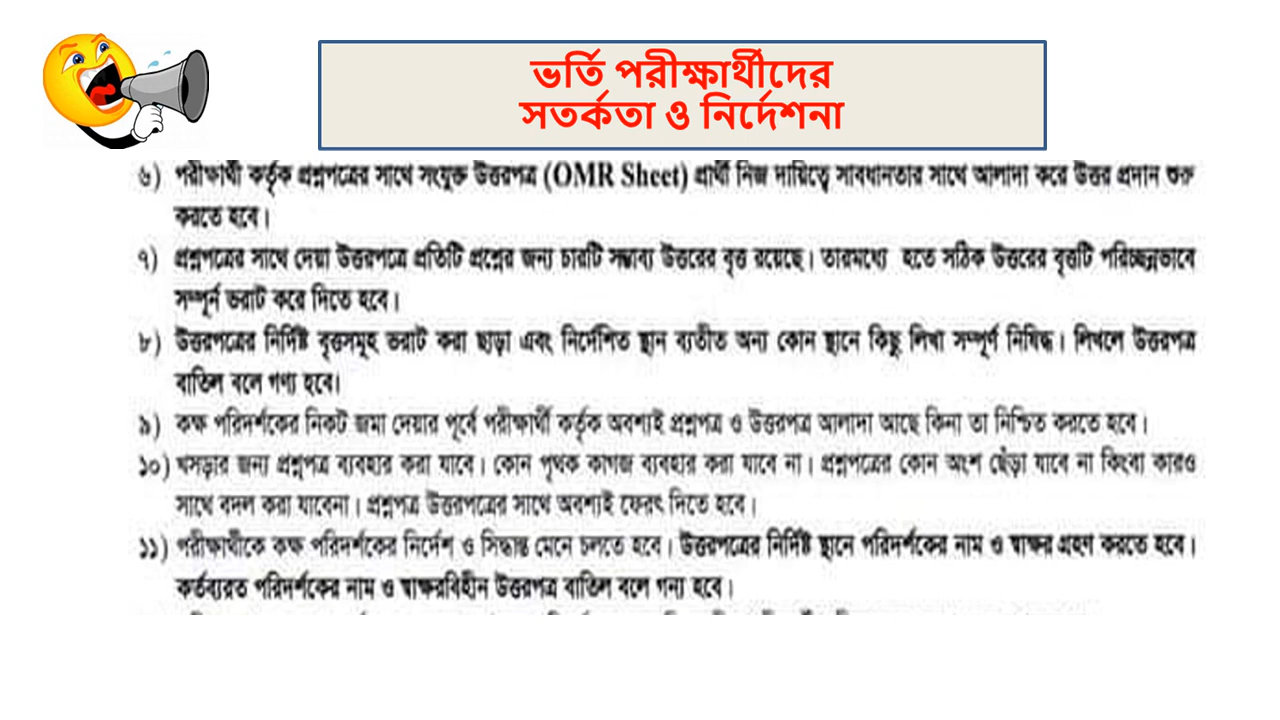 ভর্তি পরীক্ষার্থীদের
সতর্কতা ও নির্দেশনা
৬) পরীক্ষার্থী কর্তৃক প্রশ্নপত্রের সাথে সংযুক্ত উত্তরপত্র (OMR Sheet) প্রার্থী নিজ দায়িত্বে সাবধানতার সাথে আলাদা করে উত্তর প্রদান শুরু
করতে হবে।
৭) প্রশ্নপত্রের সাথে দেয়া উত্তরপত্রে প্রতিটি প্রশ্নের জন্য চারটি সম্ভাব্য উত্তরের বৃত্ত রয়েছে। তারমধ্যে হতে সঠিক উত্তরের বৃত্তটি পরিচ্ছন্নভাবে
সম্পূর্ন ভরাট করে দিতে হবে।
৮) উত্তরপত্রের নির্দিষ্ট বৃত্তসমূহ ভরাট করা ছাড়া এবং নির্দেশিত স্থান ব্যতীত অন্য কোন স্থানে কিছু লিখা সম্পূর্ণ নিষিদ্ধ। লিখলে উত্তরপত্র
বাতিল বলে গণ্য হবে।
৯) কক্ষ পরিদর্শকের নিকট জমা দেয়ার পূর্বে পরীক্ষার্থী কর্তৃক অবশ্যই প্রশ্নপত্র ও উত্তরপত্র আলাদা আছে কিনা তা নিশ্চিত করতে হবে।
১০) খসড়ার জন্য প্রশ্নপত্র ব্যবহার করা যাবে। কোন পৃথক কাগজ ব্যবহার করা যাবে না। প্রশ্নপত্রের কোন অংশ ছেঁড়া যাবে না কিংবা কারও
সাথে বদল করা যাবেনা। প্রশ্নপত্র উত্তরপত্রের সাথে অবশ্যই ফেরৎ দিতে হবে।
১১) পরীক্ষার্থীকে কক্ষ পরিদর্শকের নির্দেশ ও সিদ্ধান্ত মেনে চলতে হবে। উত্তরপত্রের নির্দিষ্ট স্থানে পরিদর্শকের নাম ও স্বাক্ষর গ্রহণ করতে হবে।
কর্তব্যরত পরিদর্শকের নাম ও স্বাক্ষরবিহীন উত্তরপত্র বাতিল বলে গন্য হবে।